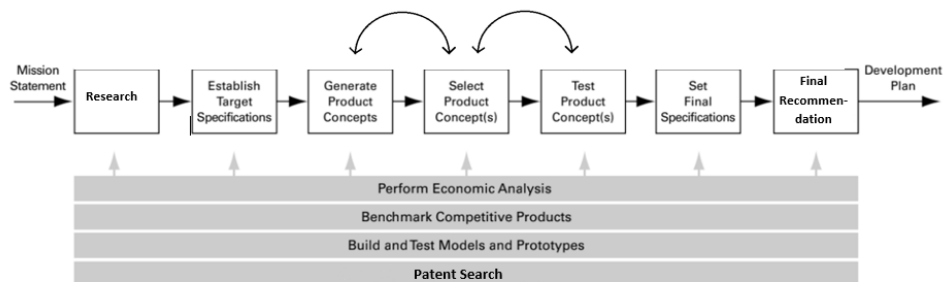 Mission
Statement
Research
Establish
Target
Specifications
Generate
Product
Concepts
Select
Product
Concept(s)
Test
Product
Concept(s)
Set
Final
Specifications
Final
Recommen-
dation
Development
Plan
Perform Economic Analysis
Benchmark Competitive Products
Build and Test Models and Prototypes
Patent Search